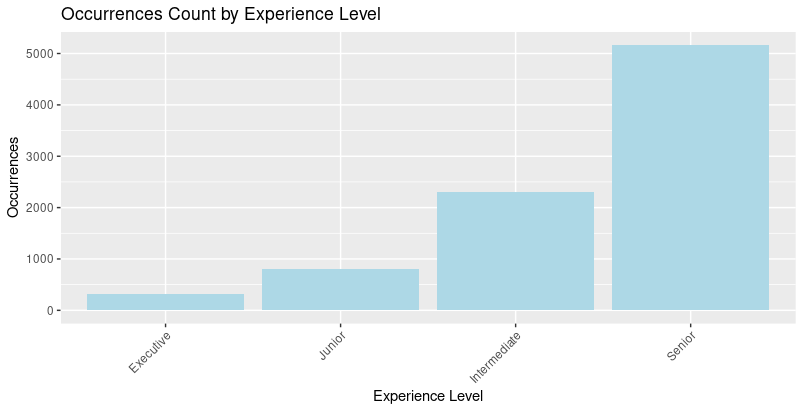 Occurrences Count by Experience Level
Occurrences
5000
4000
3000
2000
1000
0
Executive
Junior
Intermediate
Senior
Experience Level